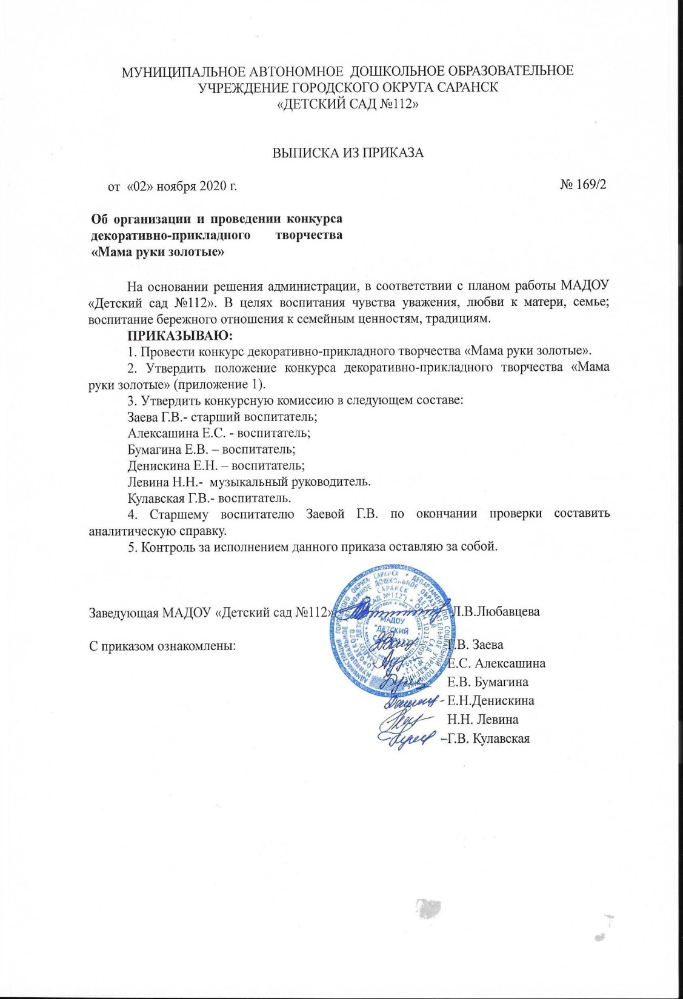 МУНИЦИПАЛЬНОЕ АВТОНОМНОЕ ДОШКОЛЬНОЕ ОБРАЗОВАТЕЛЬНОЕ
УЧРЕЖДЕНИЕ ГОРОДСКОГО ОКРУГА САРАНСК
«ДЕТСКИЙ САД №112»
ВЫПИСКА ИЗ ПРИКАЗА
от «02» ноября 2020 г. № 169/2
Об организации и проведении конкурса
декоративно-прикладного творчества
«Мама руки золотые»
На основании решения администрации, в соответствии с планом работы МАДОУ
«Детский сад №112». В целях воспитания чувства уважения, любви к матери, семье;
воспитание бережного отношения к семейным ценностям, традициям.
ПРИКАЗЫВАЮ:
1. Провести конкурс декоративно-прикладного творчества «Мама руки золотые».
2. Утвердить положение конкурса декоративно-прикладного творчества «Мама
руки золотые» (приложение 1).
3. Утвердить конкурсную комиссию в следующем составе:
Заева Г.В.- старший воспитатель;
Алексашина Е.С. - воспитатель;
Бумагина Е.В. – воспитатель;
Денискина Е.Н. – воспитатель;
Левина Н.Н.- музыкальный руководитель.
Кулавская Г.В.- воспитатель.
4. Старшему воспитателю Заевой Г.В. по окончании проверки составить
аналитическую справку.
5. Контроль за исполнением данного приказа оставляю за собой.
Заведующая МАДОУ «Детский сад №112» Л.В.Любавцева
С приказом ознакомлены: Г.В. Заева
Е.С. Алексашина
Е.В. Бумагина
Е.Н.Денискина
Н.Н. Левина
Г.В. Кулавская
МАДОУ
"ДЕТСКИЙ